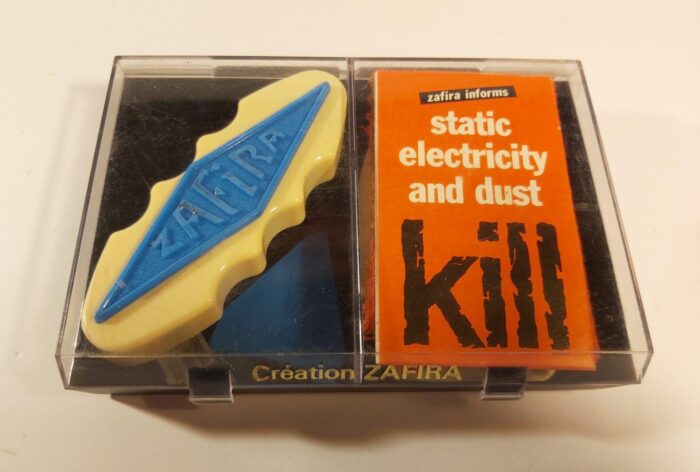 ZAFIRA
zafira informs
static
electricity
and dust
kill
Création ZAFIRA